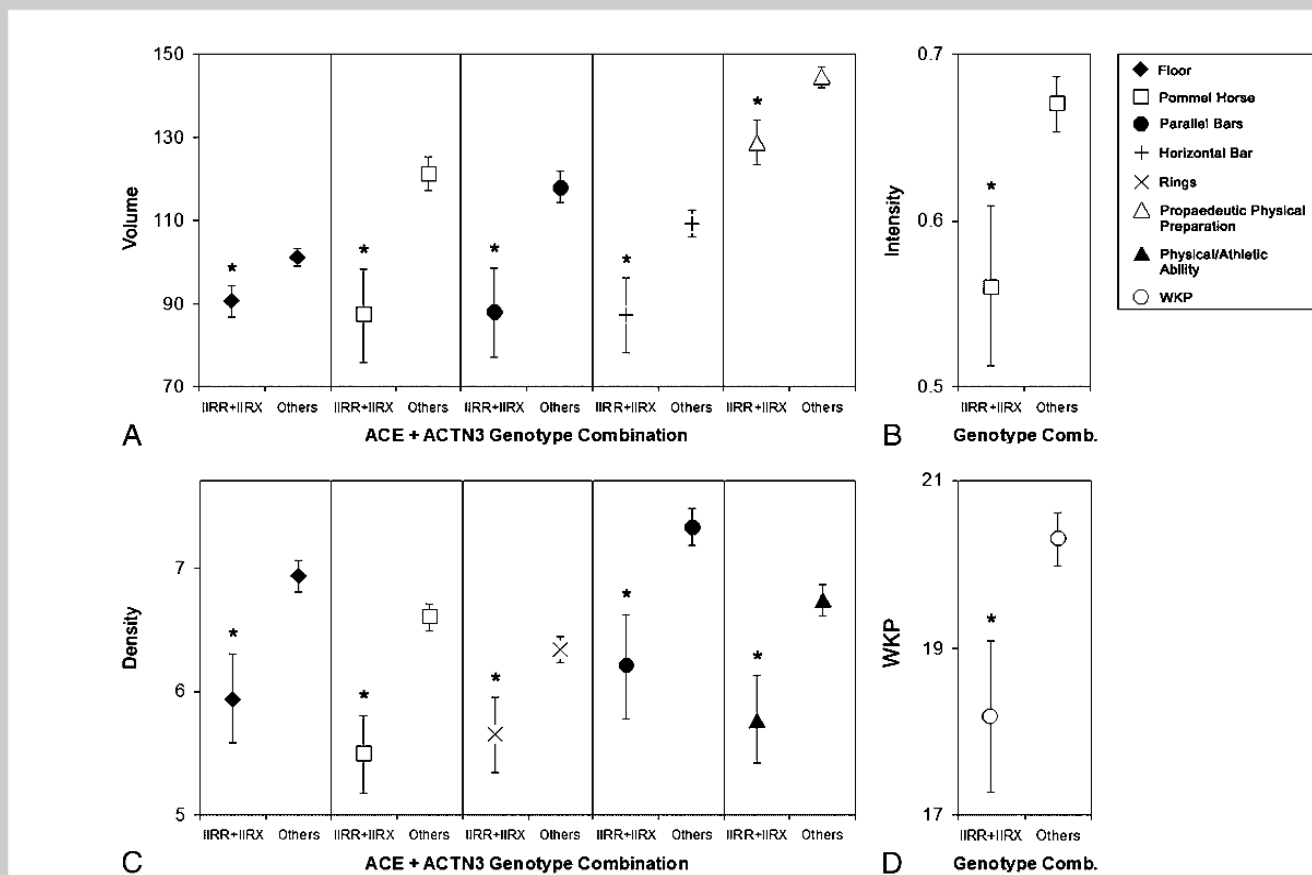 150
130
110
90
70
Volume
*
*
*
*
*
IIRR+IIRX Others IIRR+IIRX Others IIRR+IIRX Others IIRR+IIRX Others IIRR+IIRX Others
A ACE + ACTN3 Genotype Combination
0.7
0.6
0.5
Intensity
*
IIRR+IIRX Others
B Genotype Comb.
Floor
Pommel Horse
Parallel Bars
Horizontal Bar
Rings
Propaedeutic Physical
Preparation
Physical/Athletic
Ability
WKP
7
6
5
Density
*
*
*
*
*
IIRR+IIRX Others IIRR+IIRX Others IIRR+IIRX Others IIRR+IIRX Others IIRR+IIRX Others
C ACE + ACTN3 Genotype Combination
21
19
17
WKP
*
IIRR+IIRX Others
D Genotype Comb.